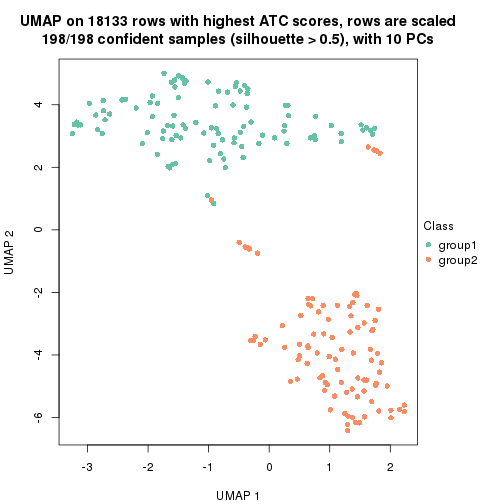 UMAP on 18133 rows with highest ATC scores, rows are scaled
198/198 confident samples (silhouette > 0.5), with 10 PCs
4
2
0
-2
-4
-6
UMAP 2
-3
-2
-1
0
1
2
UMAP 1
Class
group1
group2